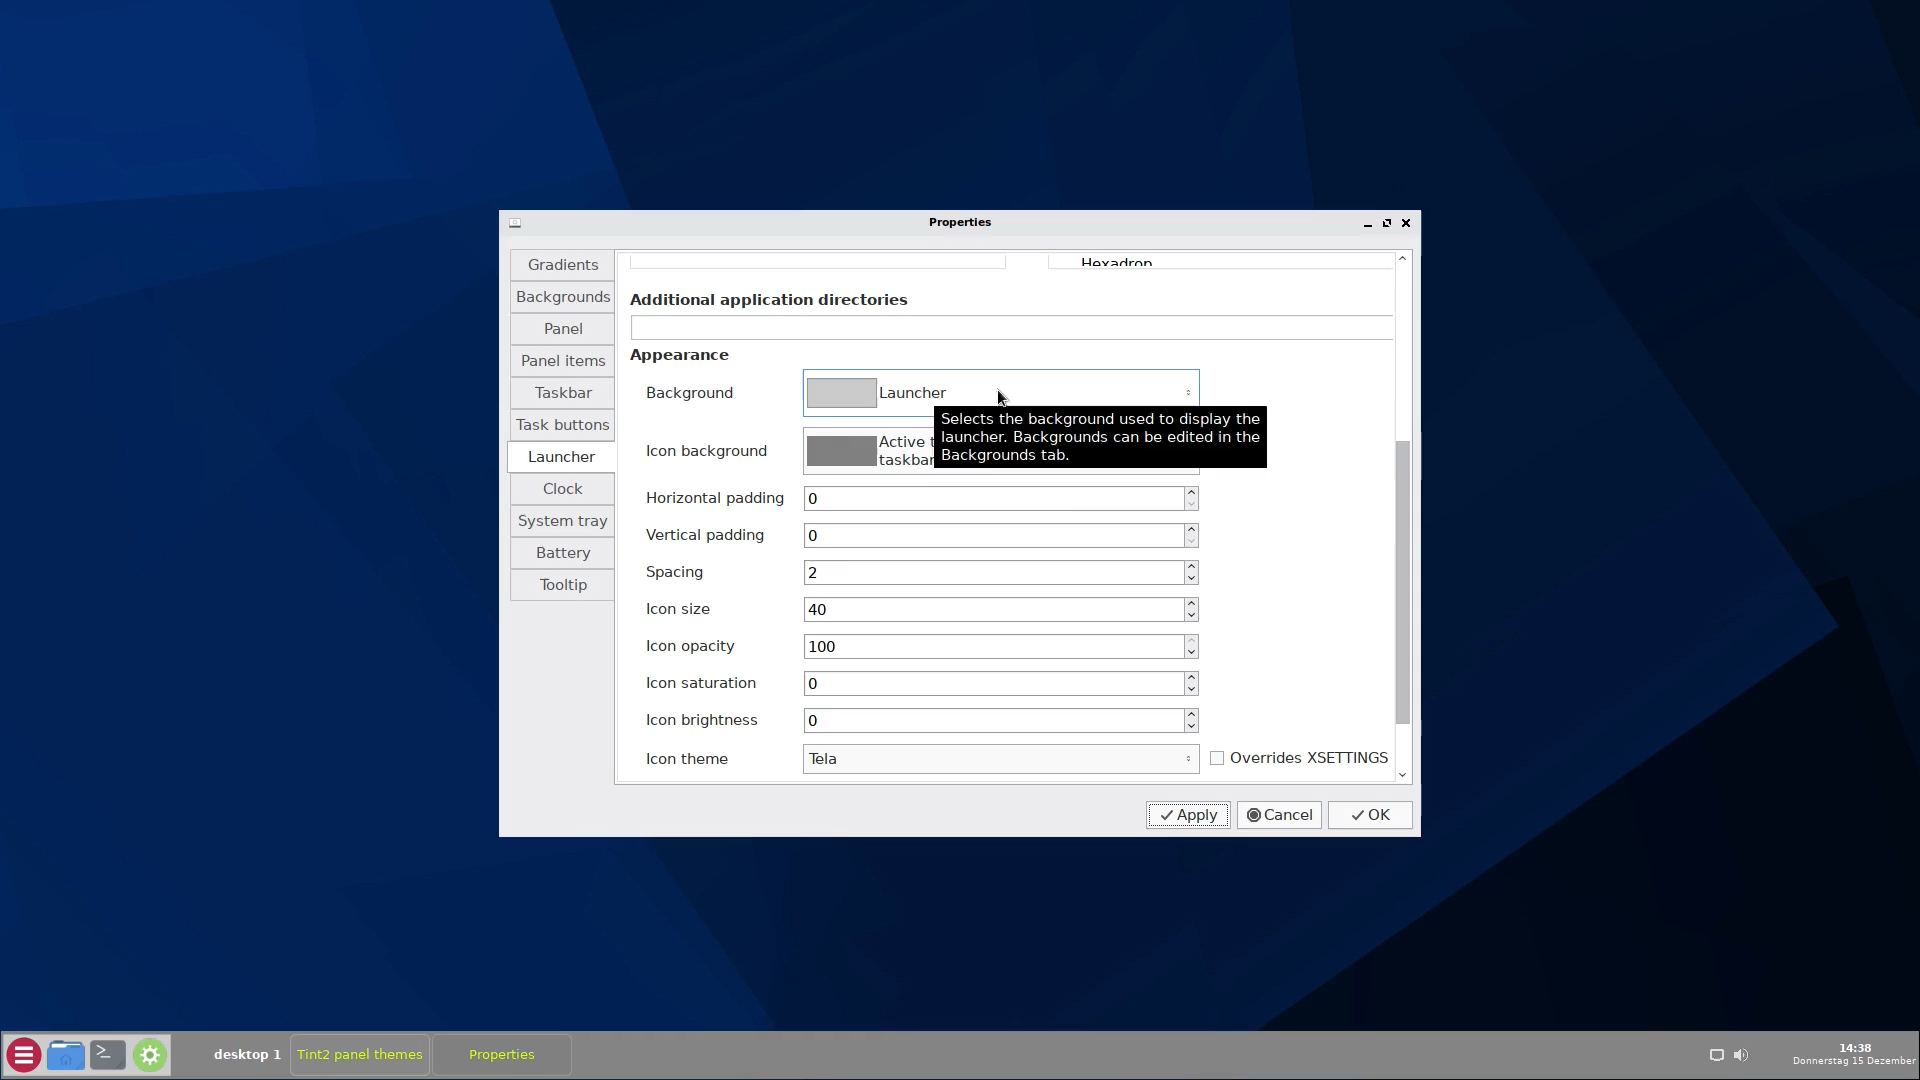 Properties
Gradients
Backgrounds
Panel
Panel items
Taskbar
Task buttons
Launcher
Clock
System tray
Battery
Tooltip
Hexadrop
Additional application directories
Appearance
Background
Launcher
Selects the background used to display the
launcher. Backgrounds can be edited in the
Backgrounds tab.
Icon background
Active
taskbar
Horizontal padding 0
Vertical padding 0
Spacing 2
Icon size 40
Icon opacity 100
Icon saturation 0
Icon brightness 0
Icon theme Tela Overrides XSETTINGS
Apply Cancel OK
desktop 1 Tint2 panel themes Properties
14:38
Donnerstag 15 Dezember